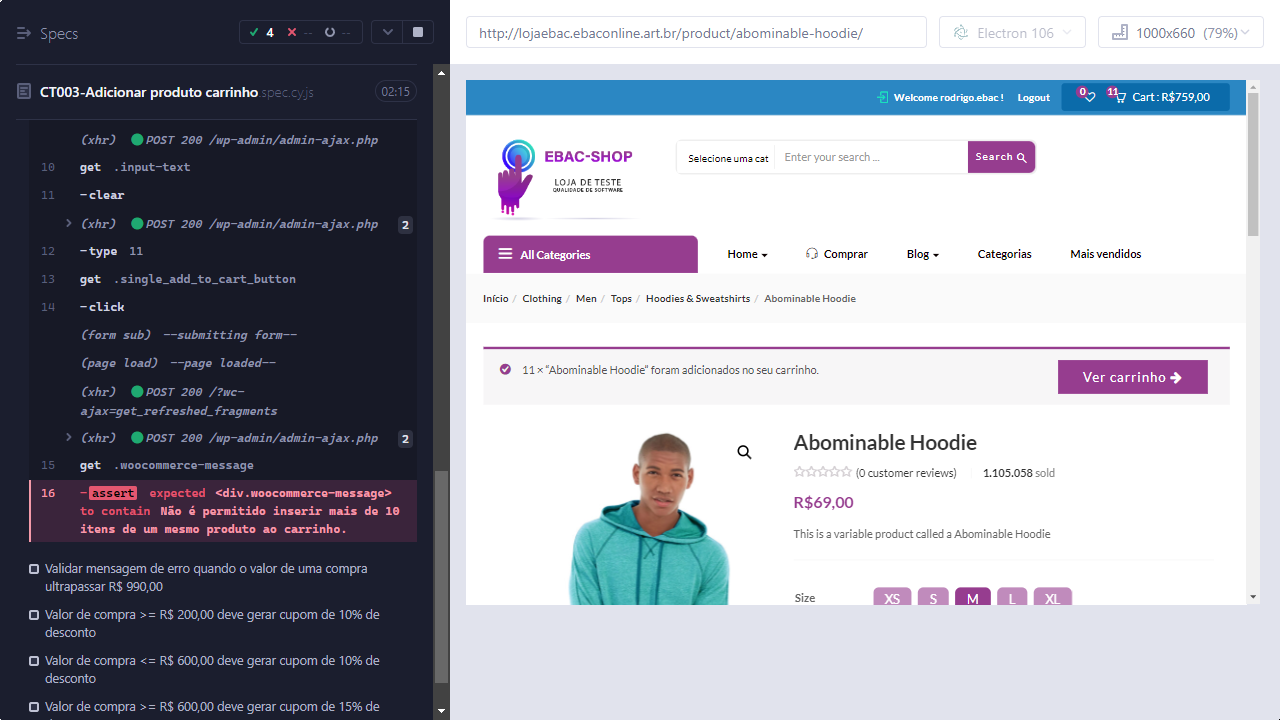 Specs
4
--
--
CT003-Adicionar produto carrinho.spec.cy.js
02:15
(xhr) POST 200 /wp-admin/admin-ajax.php
10 get .input-text
11 -clear
(xhr) POST 200 /wp-admin/admin-ajax.php 2
12 -type 11
13 get .single_add_to_cart_button
14 -click
(form sub) --submitting form--
(page load) --page loaded--
(xhr) POST 200 /?wc-
ajax=get_refreshed_fragments
(xhr) POST 200 /wp-admin/admin-ajax.php 2
15 get .woocommerce-message
16 -assert expected <div.woocommerce-message>
to contain Não é permitido inserir mais de 10
itens de um mesmo produto ao carrinho.
Validar mensagem de erro quando o valor de uma compra
ultrapassar R$ 990,00
Valor de compra >= R$ 200,00 deve gerar cupom de 10% de
desconto
Valor de compra <= R$ 600,00 deve gerar cupom de 10% de
desconto
Valor de compra >= R$ 600,00 deve gerar cupom de 15% de
http://lojaebac.ebaconline.art.br/product/abominable-hoodie/
Electron 106
1000x660 (79%)
Welcome rodrigo.ebac !
Logout
0
11
Cart : R$759,00
EBAC-SHOP
LOJA DE TESTE
QUALIDADE DE SOFTWARE
Selecione uma cat
Enter your search ...
Search
All Categories
Home
Comprar
Blog
Categorias
Mais vendidos
Início / Clothing / Men / Tops / Hoodies & Sweatshirts / Abominable Hoodie
11 × “Abominable Hoodie” foram adicionados no seu carrinho.
Ver carrinho
Abominable Hoodie
(0 customer reviews)
1.105.058 sold
R$69,00
This is a variable product called a Abominable Hoodie
Size
XS
S
M
L
XL